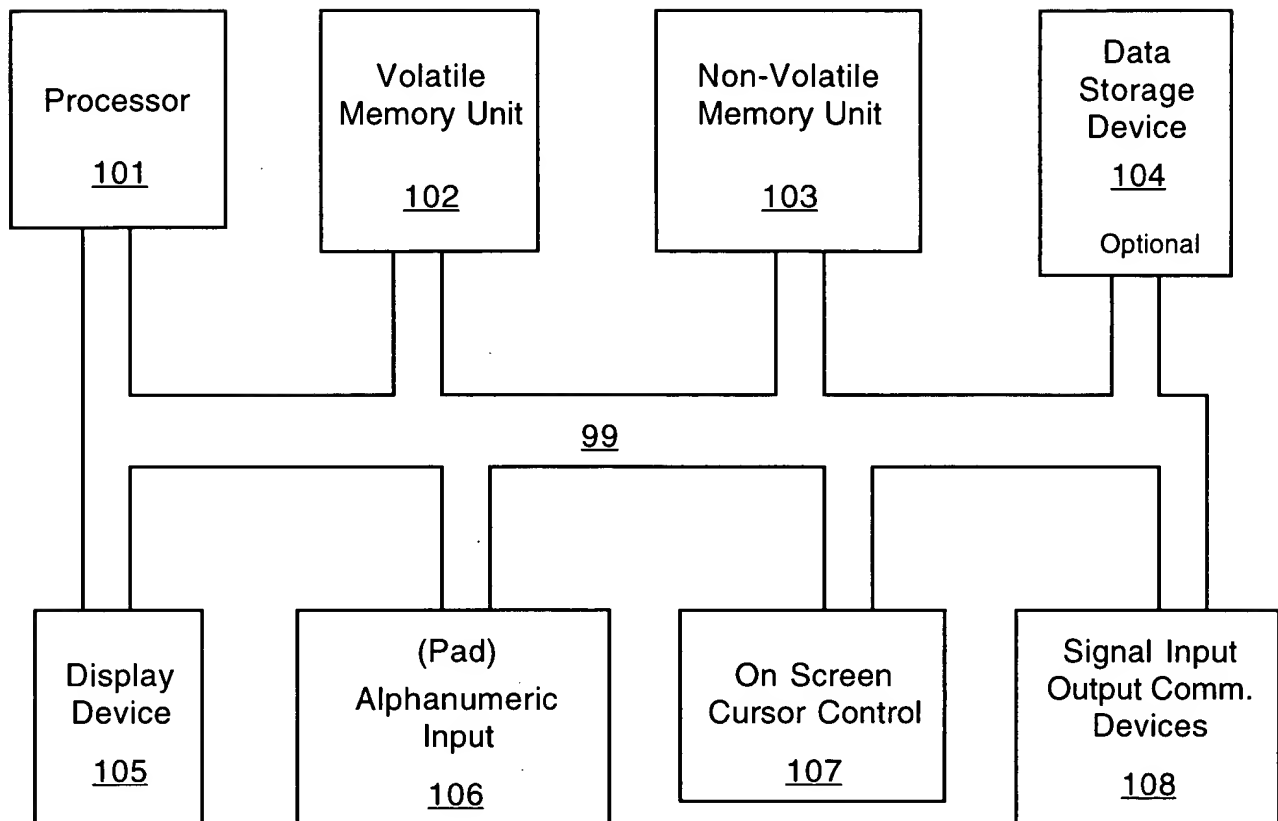 Processor
101
Volatile
Memory Unit
102
Non-Volatile
Memory Unit
103
Data
Storage
Device
104
Optional
99
Display
Device
105
(Pad)
Alphanumeric
Input
106
On Screen
Cursor Control
107
Signal Input
Output Comm.
Devices
108